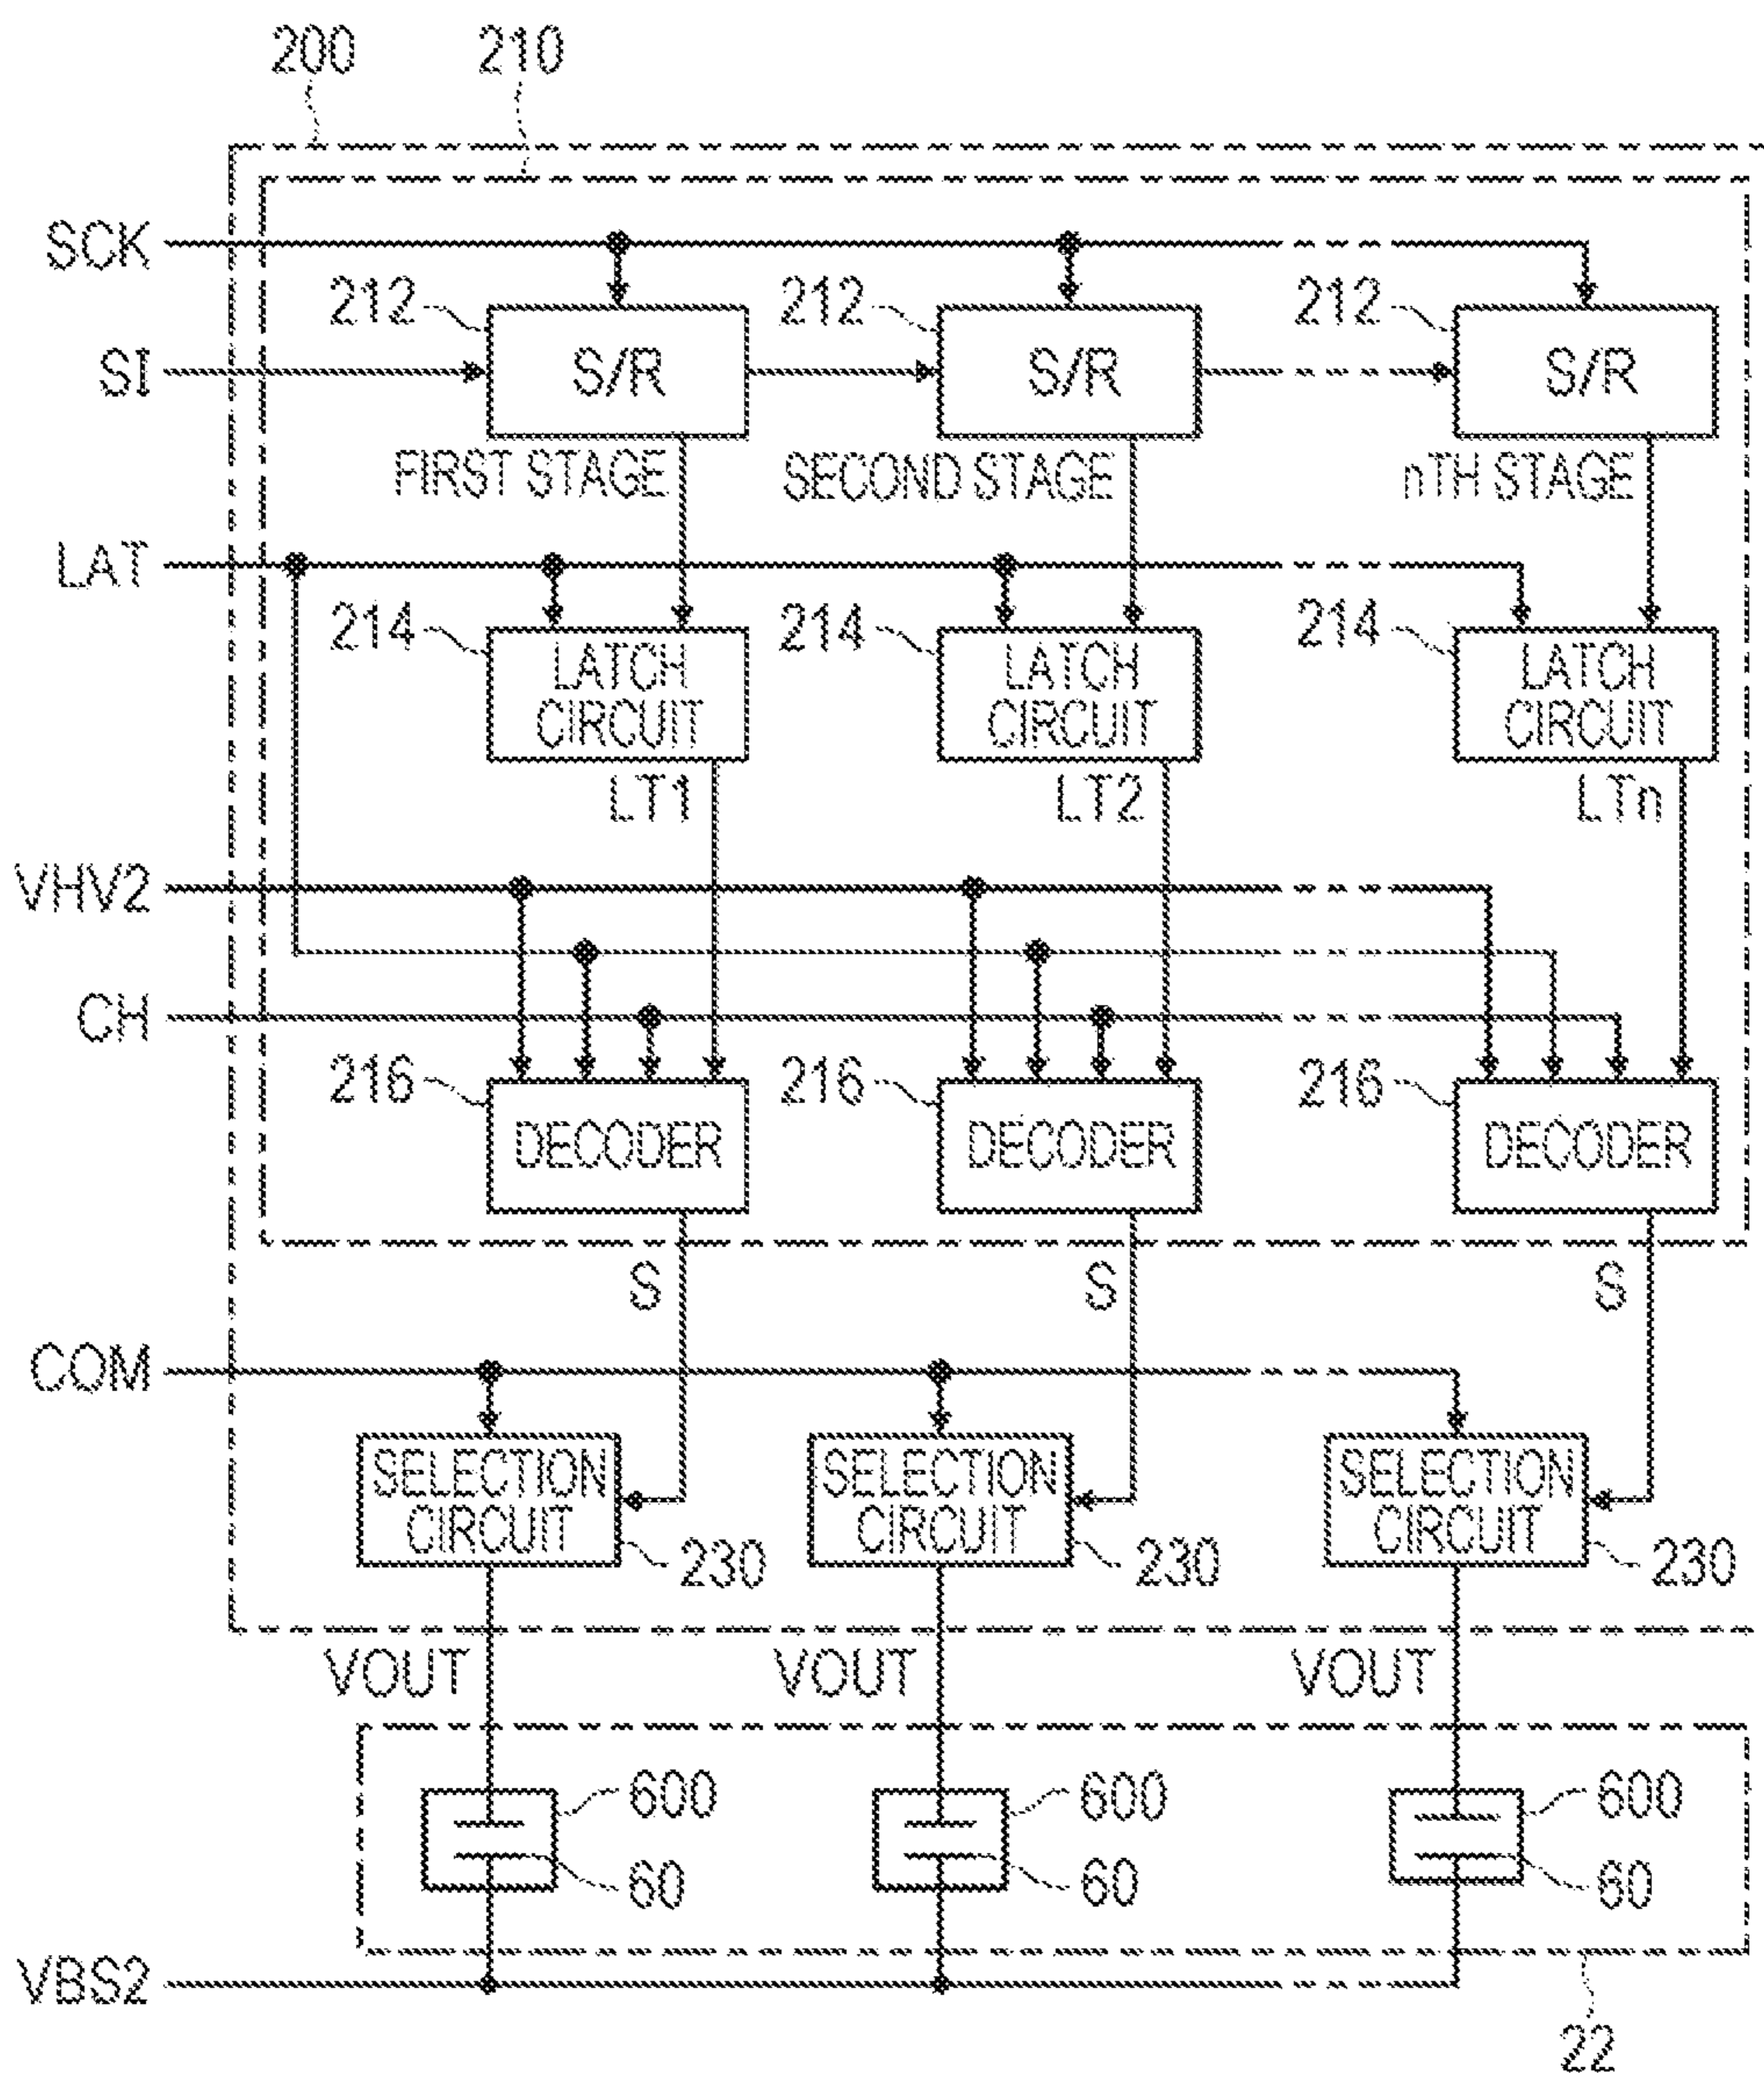 200 210
SCK
212 212 212
SI S/R S/R S/R
FIRST STAGE SECOND STAGE nTH STAGE
LAT
214 214 214
LATCH CIRCUIT LATCH CIRCUIT LATCH CIRCUIT
LT1 LT2 LTn
VHV2
CH
216 216 216
DECODER DECODER DECODER
S S S
COM
SELECTION CIRCUIT SELECTION CIRCUIT SELECTION CIRCUIT
230 230 230
VOUT VOUT VOUT
600 600 600
60 60 60
VBS2
22